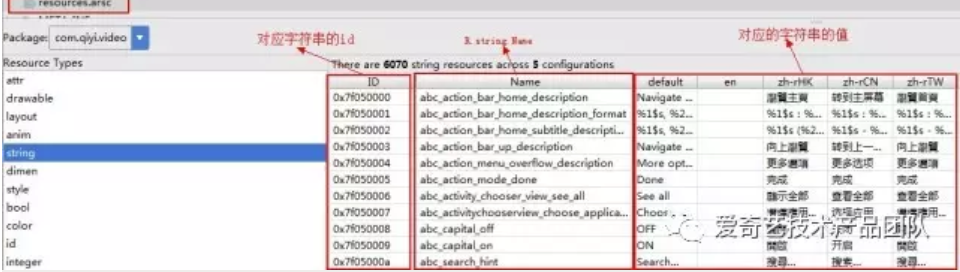 resources.arsc
Package: com.qiyi.video
对应字符串的id
R string Name
对应的字符串的值
Resource Types
There are 6070 string resources across 5 configurations
ID Name default en zh-rHK zh-rCN zh-rTW
attr
drawable
layout
anim
string
dimen
style
bool
color
id
integer
0x7f050000 abc_action_bar_home_description Navigate ... 瀏覽主頁 转到主屏幕 瀏覽首頁
0x7f050001 abc_action_bar_home_description_format %1$s, %2... %1$s : %... %1$s : %... %1$s : %...
0x7f050002 abc_action_bar_home_subtitle_descripti... %1$s (%2... %1$s - %... %1$s - %... %1$s - %...
0x7f050003 abc_action_bar_up_description Navigate ... 向上瀏覽 转到上一... 向上瀏覽
0x7f050004 abc_action_menu_overflow_description More opt... 更多選項 更多选项 更多選項
0x7f050005 abc_action_mode_done Done 完成 完成 完成
0x7f050006 abc_activity_chooser_view_see_all See all 顯示全部 查看全部 查看全部
0x7f050007 abc_activitychooserview_choose_applica... Choos 選擇應用... 选择应用
0x7f050008 abc_capital_off OFF
0x7f050009 abc_capital_on ON 開啟 开启 開啟
0x7f05000a abc_search_hint Search... 搜尋... 搜索... 搜尋...
爱奇艺技术产品团队